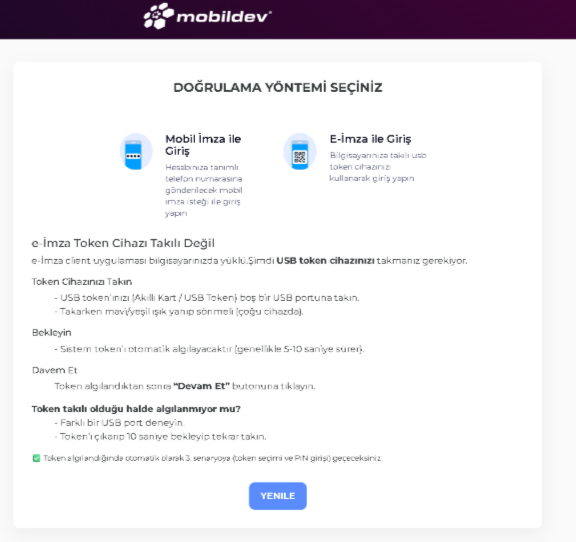 mobildev
DOĞRULAMA YÖNTEMİ SEÇİNİZ
Mobil İmza ile
Giriş
Hesabınıza tanımlı
telefon numarasına
gönderilecek mobil
imza isteği ile giriş
yapın
E-İmza ile Giriş
Bilgisayarınıza takılı usb
token cihazınızı
kullanarak giriş yapın
e-İmza Token Cihazı Takılı Değil
e-İmza client uygulaması bilgisayarınızda yüklü.Şimdi USB token cihazınızı takmanız gerekiyor.
Token Cihazınızı Takın
- USB token'ınızı (Akıllı Kart / USB Token) boş bir USB portuna takın.
- Takarken mavi/yeşil ışık yanıp sönmeli (çoğu cihazda).
Bekleyin
- Sistem token'ı otomatik algılayacaktır (genellikle 5-10 saniye sürer).
Davem Et
Token algılandıktan sonra “Devam Et” butonuna tıklayın.
Token takılı olduğu halde algılanmıyor mu?
- Farklı bir USB port deneyin.
- Token'ı çıkarıp 10 saniye bekleyip tekrar takın.
✅ Token algılandığında otomatik olarak 3. senaryoya (token seçimi ve PIN girişi) geçeceksiniz.
YENILE